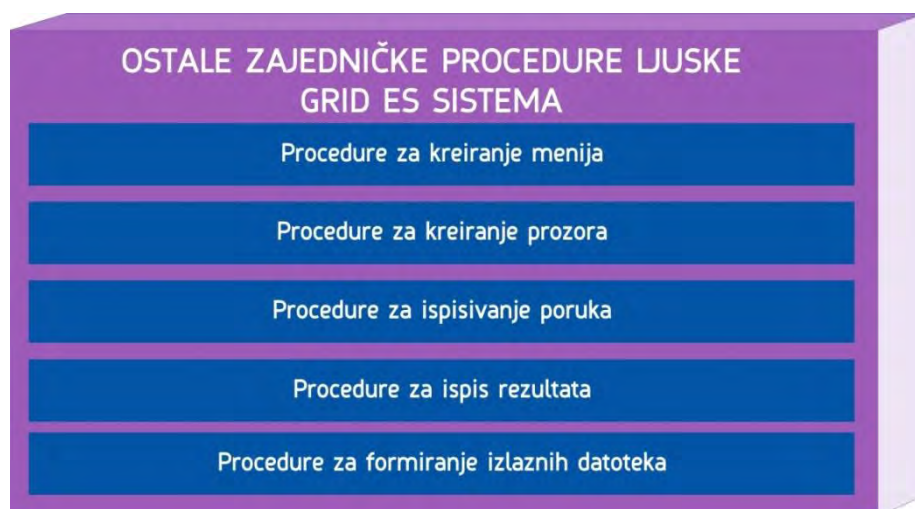 OSTALE ZAJEDNIČKE PROCEDURE LJUSKE
GRID ES SISTEMA
Procedure za kreiranje menija
Procedure za kreiranje prozora
Procedure za ispisivanje poruka
Procedure za ispis rezultata
Procedure za formiranje izlaznih datoteka